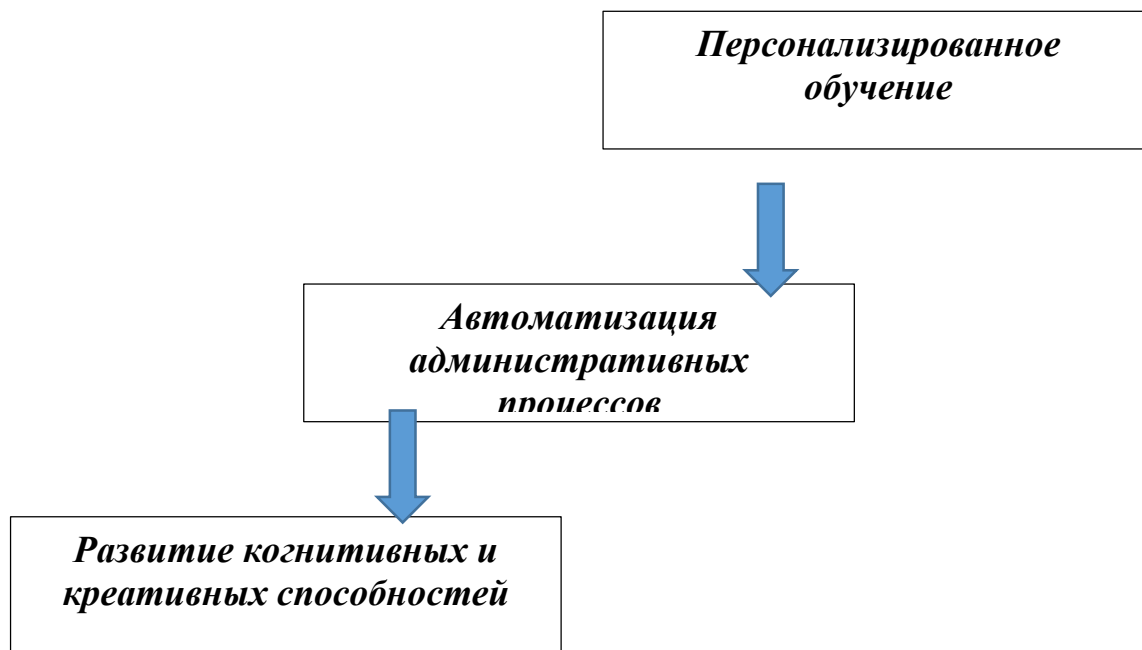 Персонализированное
обучение
Автоматизация
административных
процессов
Развитие когнитивных и
креативных способностей